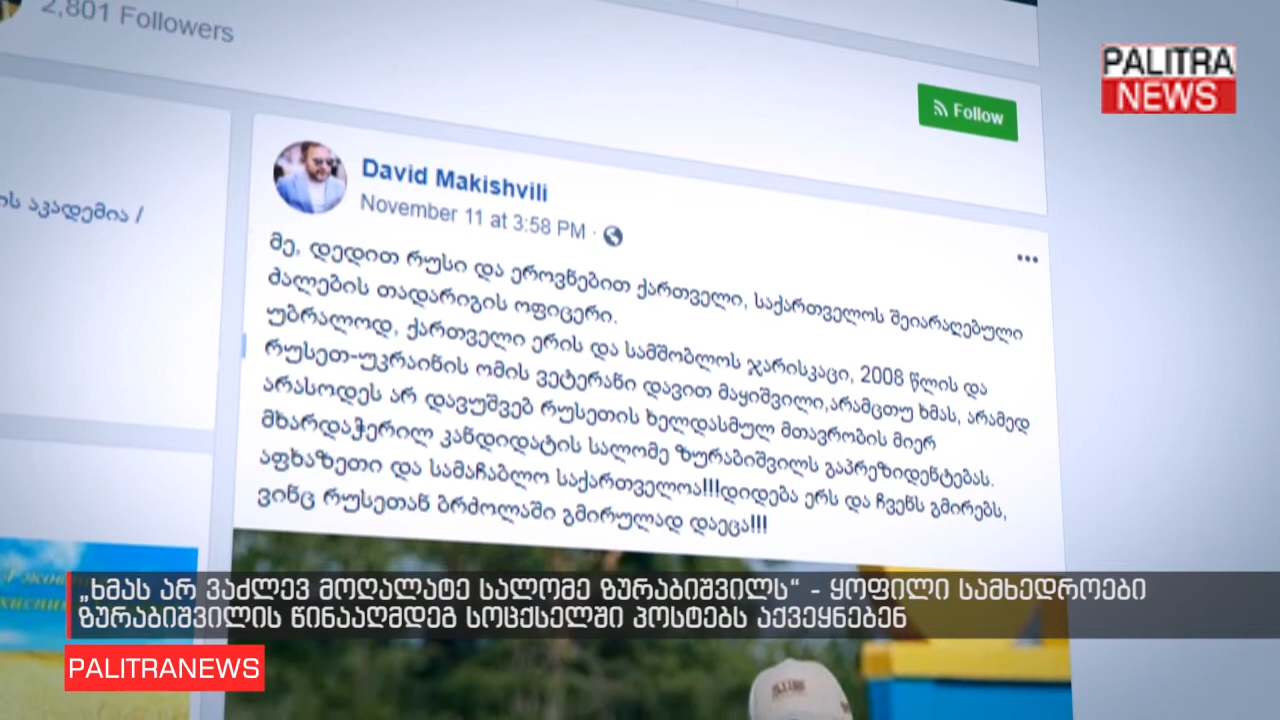 2,801 Followers
PALITRA
NEWS
Follow
David Makishvili
November 11 at 3:58 PM ·
ის აკადემია /
მე, დედით რუსი და ეროვნებით ქართველი, საქართველოს შეიარაღებული
ძალების თადარიგის ოფიცერი.
უბრალოდ, ქართველი ერის და სამშობლოს ჯარისკაცი, 2008 წლის და
რუსეთ-უკრაინის ომის ვეტერანი დავით მაყიშვილი,არამცთუ ხმას, არამედ
არასოდეს არ დავუშვებ რუსეთის ხელდასმულ მთავრობის მიერ
მხარდაჭერილ კანდიდატის სალომე ზურაბიშვილს გაპრეზიდენტებას.
აფხაზეთი და სამაჩაბლო საქართველოა!!!დიდება ერს და ჩვენს გმირებს,
ვინც რუსეთან ბრძოლაში გმირულად დაეცა!!!
„ხმას არ ვაძლევ მოღალატე სალომე ზურაბიშვილს“ - ყოფილი სამხედროები
ზურაბიშვილის წინააღმდეგ სოცქსელში პოსტებს აქვეყნებენ
PALITRANEWS